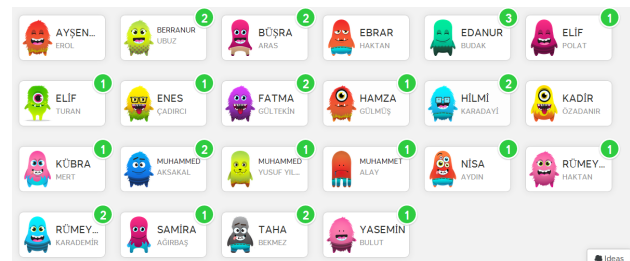 AYŞEN...
EROL
2
BERRANUR
UBUZ
2
BÜŞRA
ARAS
EBRAR
HAKTAN
3
EDANUR
BUDAK
1
ELİF
POLAT
1
ELİF
TURAN
1
ENES
ÇADIRCI
2
FATMA
GÜLTEKİN
1
HAMZA
GÜLMÜŞ
2
HİLMİ
KARADAYİ
KADİR
ÖZADANIR
1
KÜBRA
MERT
2
MUHAMMED
AKSAKAL
1
MUHAMMED
YUSUF YIL...
1
MUHAMMET
ALAY
1
NİSA
AYDIN
1
RÜMEY...
HAKTAN
2
RÜMEY...
KARADEMİR
1
SAMİRA
AĞIRBAŞ
2
TAHA
BEKMEZ
1
YASEMİN
BULUT
Ideas